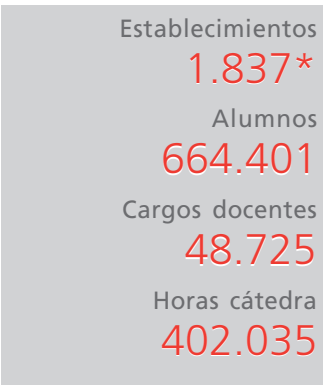 Establecimientos
1.837*
Alumnos
664.401
Cargos docentes
48.725
Horas cátedra
402.035